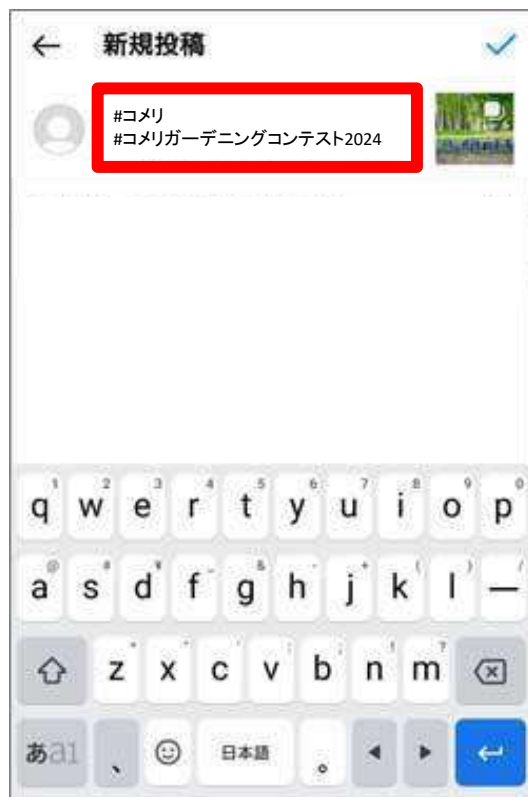 新規投稿
#コメリ
#コメリガーデニングコンテスト2024
q w e r t y u i o p
a s d f g h j k l ー
z x c v b n m
あa1 、 日本語 。